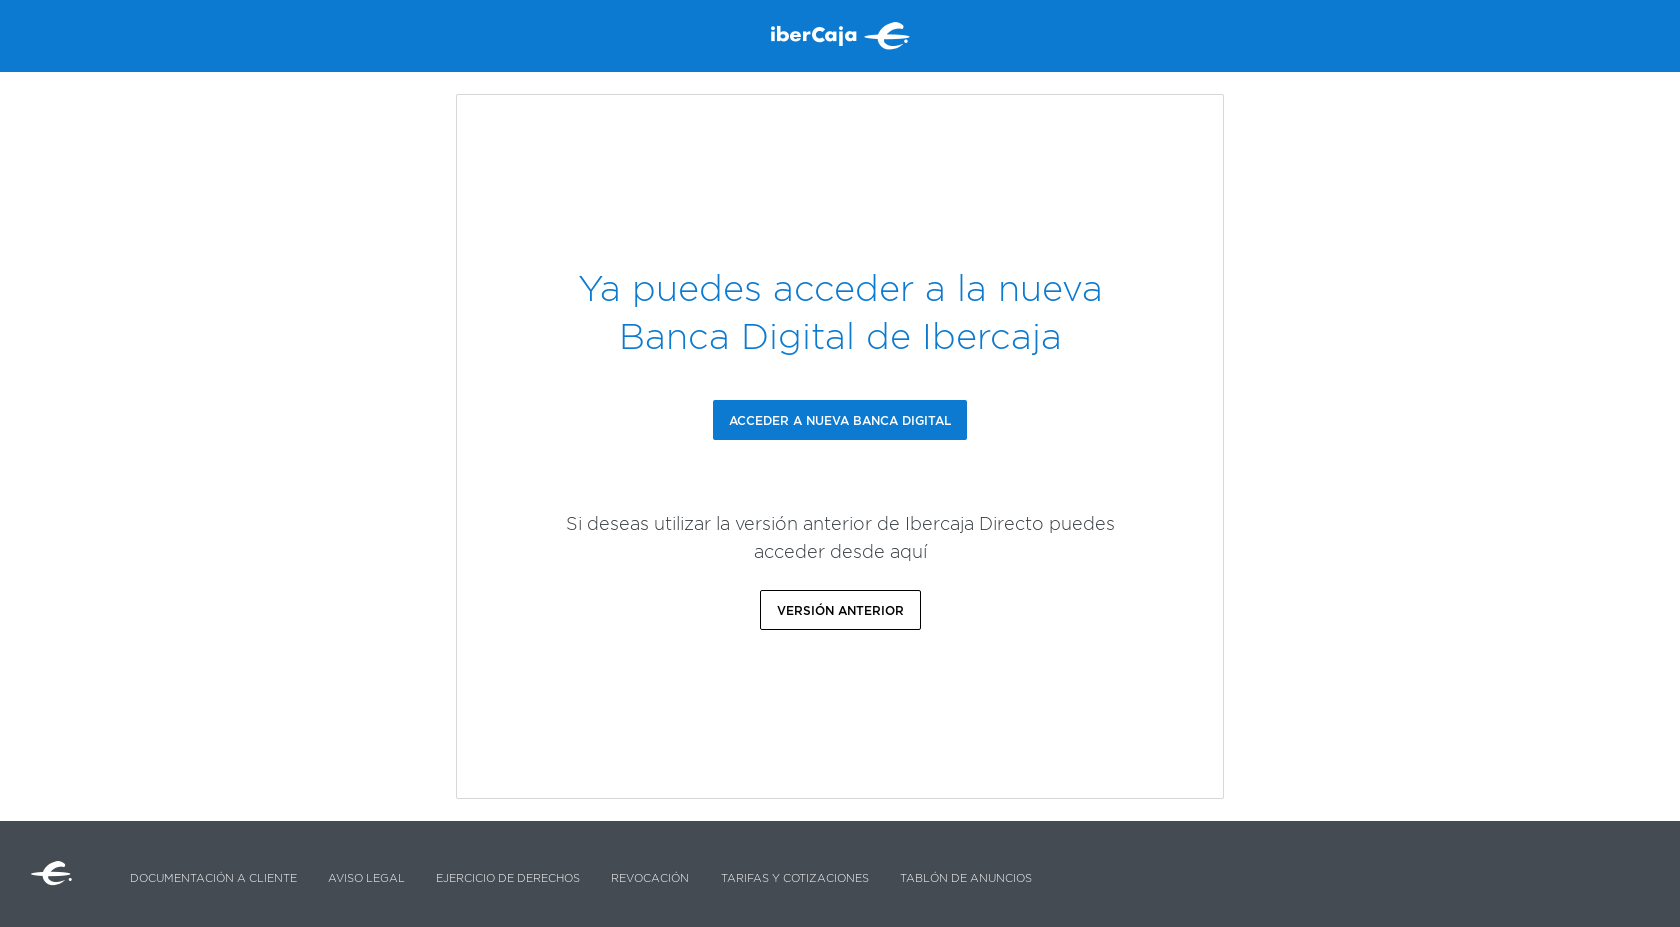 iberCaja
Ya puedes acceder a la nueva
Banca Digital de Ibercaja
ACCEDER A NUEVA BANCA DIGITAL
Si deseas utilizar la versión anterior de Ibercaja Directo puedes
acceder desde aquí
VERSIÓN ANTERIOR
DOCUMENTACIÓN A CLIENTE AVISO LEGAL EJERCICIO DE DERECHOS REVOCACIÓN TARIFAS Y COTIZACIONES TABLÓN DE ANUNCIOS